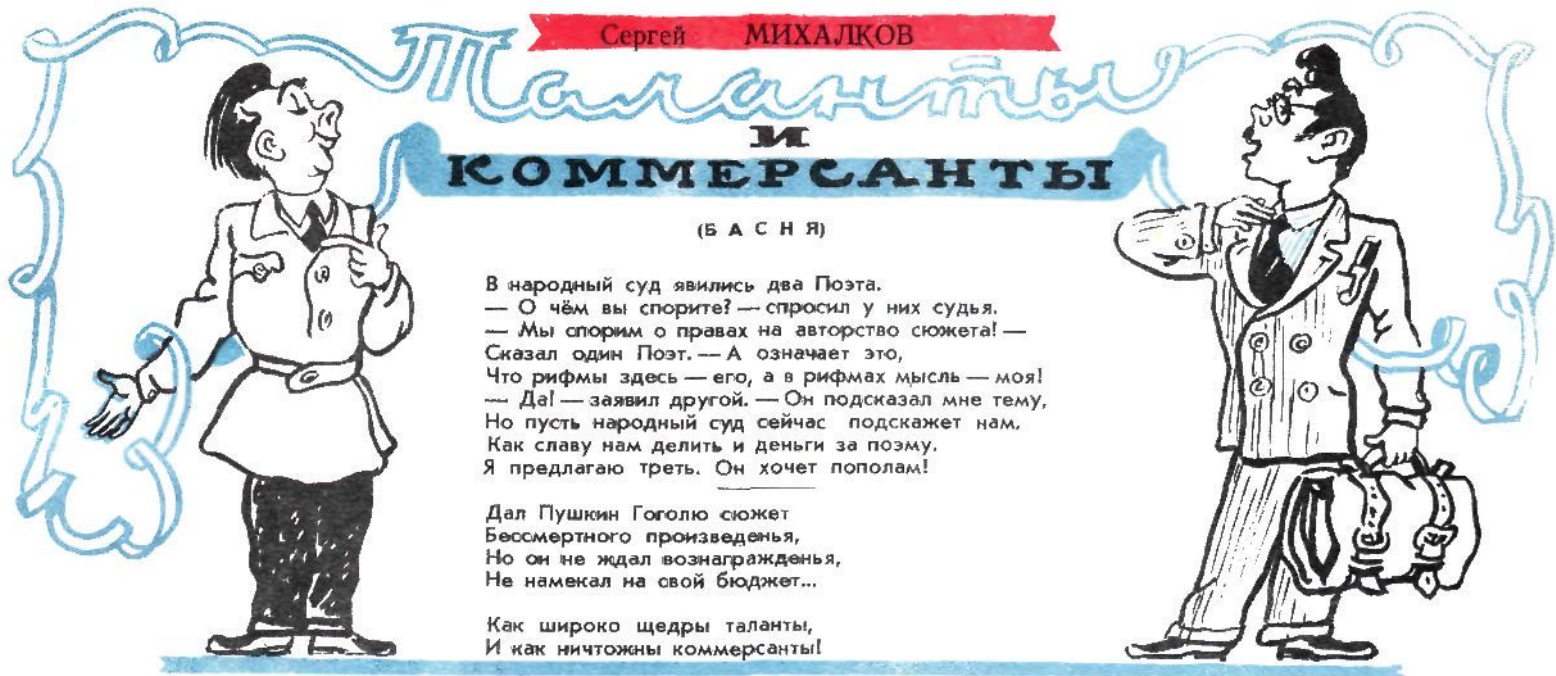 Сергей МИХАЛКОВ
Таланты
И
КОММЕРСАНТЫ
(БАСНЯ)
В народный суд явились два Поэта.
— О чём вы спорите? — спросил у них судья.
— Мы спорим о правах на авторство сюжета! —
Сказал один Поэт. — А означает это,
Что рифмы здесь — его, а в рифмах мысль — моя!
— Да! — заявил другой. — Он подсказал мне тему,
Но пусть народный суд сейчас подскажет нам,
Как славу нам делить и деньги за поэму.
Я предлагаю треть. Он хочет пополам!
Дал Пушкин Гоголю сюжет
Бессмертного произведенья,
Но он не ждал вознагражденья,
Не намекал на свой бюджет...
Как широко щедры таланты,
И как ничтожны коммерсанты!